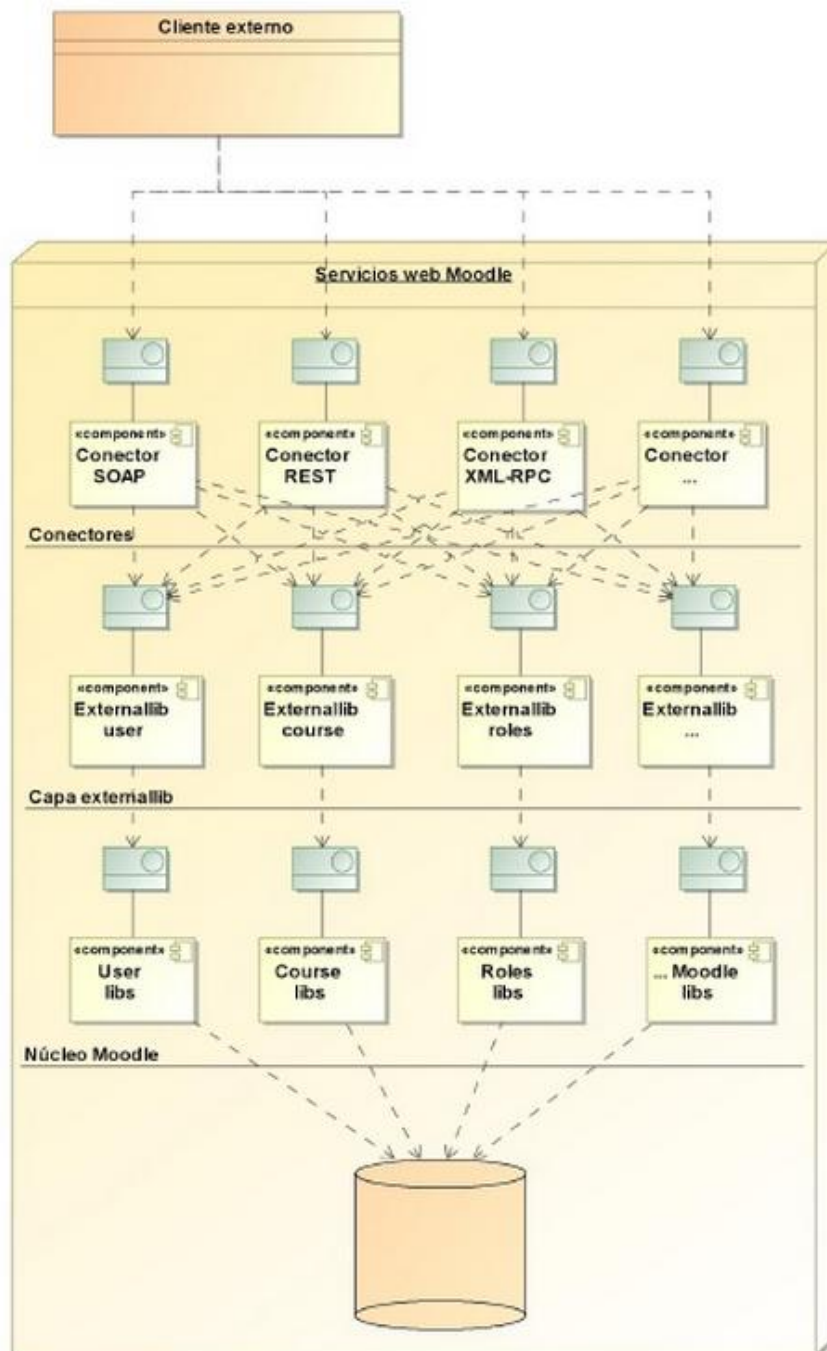 Cliente externo
Servicios web Moodle
«component»
Conector
SOAP
«component»
Conector
REST
«component»
Conector
XML-RPC
«component»
Conector
...
Conectores
«component»
Externallib
user
«component»
Externallib
course
«component»
Externallib
roles
«component»
Externallib
...
Capa externallib
«component»
User
libs
«component»
Course
libs
«component»
Roles
libs
«component»
... Moodle
libs
Núcleo Moodle